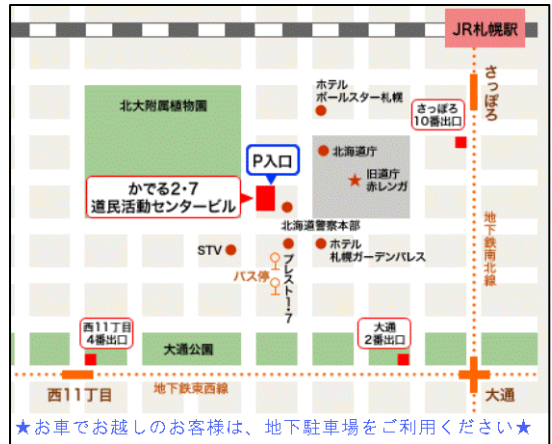 JR札幌駅
さっぽろ
ホテル
ポールスター札幌
北大附属植物園
さっぽろ
10番出口
北海道庁
P入口
旧道庁
赤レンガ
かでる2・7
道民活動センタービル
北海道警察本部
地下鉄南北線
STV
ホテル
札幌ガーデンパレス
プレスト1・7
バス停
西11丁目
4番出口
大通公園
大通
2番出口
西11丁目
地下鉄東西線
大通
★お車でお越しのお客様は、地下駐車場をご利用ください★